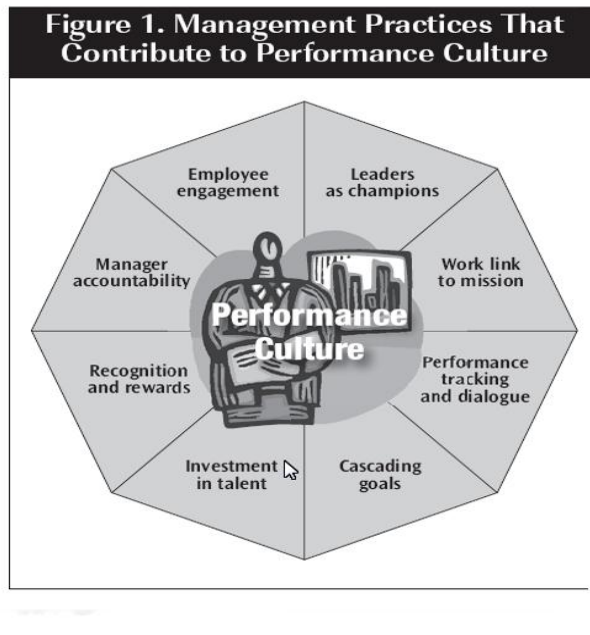 Figure 1. Management Practices That
Contribute to Performance Culture
Employee
engagement
Leaders
as champions
Manager
accountability
Work link
to mission
Performance
Culture
Recognition
and rewards
Performance
tracking
and dialogue
Investment
in talent
Cascading
goals